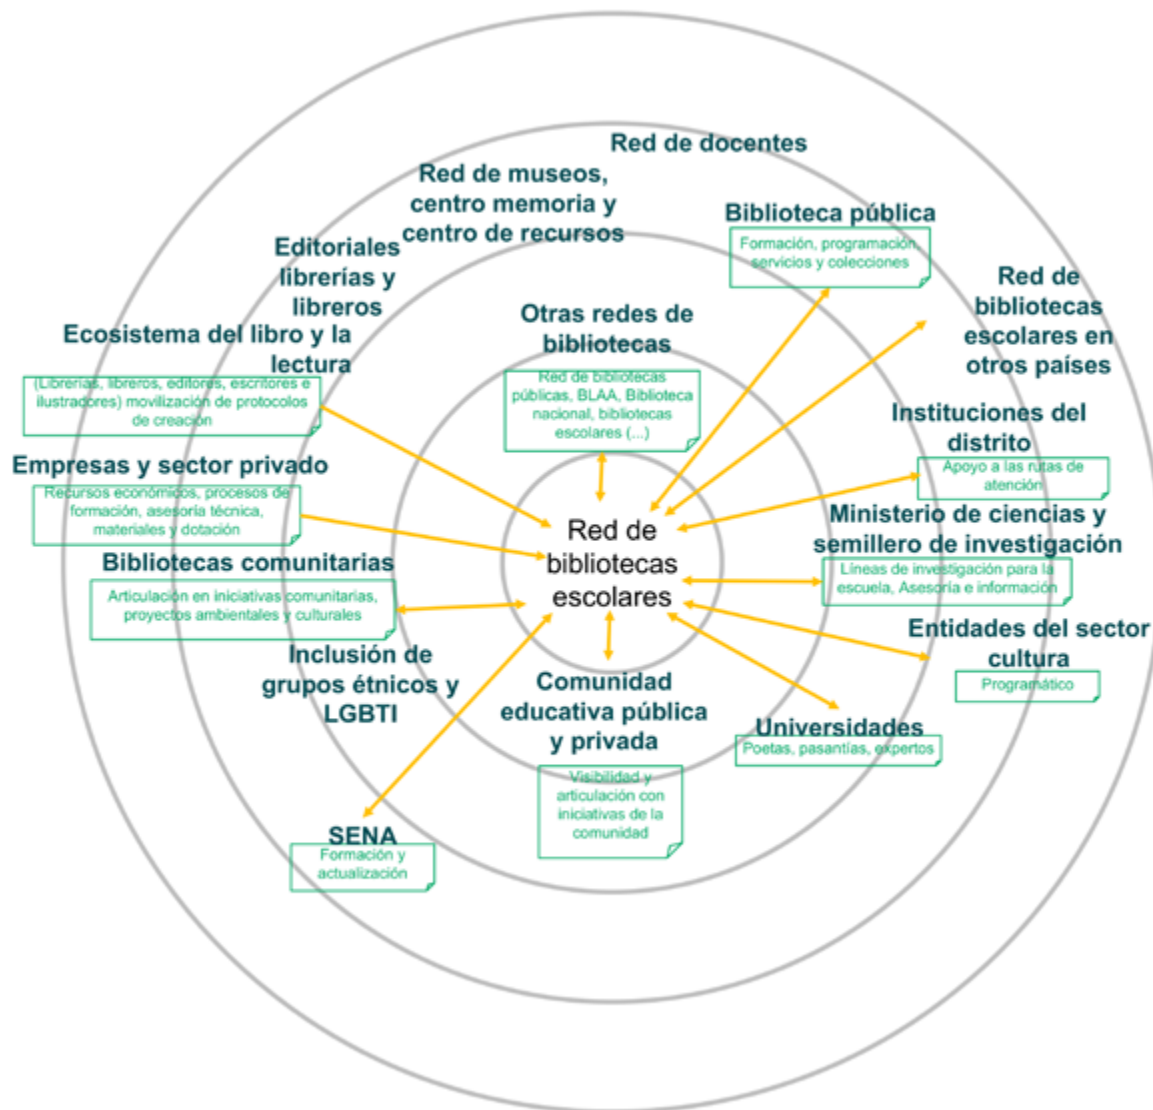 Red de docentes
Red de museos,
centro memoria y
centro de recursos
Biblioteca pública
Formación, programación,
servicios y colecciones
Editoriales
librerías y
libreros
Red de
bibliotecas
escolares en
otros países
Otras redes de
bibliotecas
Red de bibliotecas
públicas, BLAA, Biblioteca
nacional, bibliotecas
escolares (...)
Ecosistema del libro y la
lectura
(Librerías, libreros, editores, escritores e
ilustradores) movilización de protocolos
de creación
Instituciones del
distrito
Apoyo a las rutas de
atención
Empresas y sector privado
Recursos económicos, procesos de
formación, asesoría técnica,
materiales y dotación
Ministerio de ciencias y
semillero de investigación
Líneas de investigación para la
escuela, Asesoría e información
Red de
bibliotecas
escolares
Bibliotecas comunitarias
Articulación en iniciativas comunitarias,
proyectos ambientales y culturales
Entidades del sector
cultura
Programático
Inclusión de
grupos étnicos y
LGBTI
Comunidad
educativa pública
y privada
Visibilidad y
articulación con
iniciativas de la
comunidad
Universidades
Poetas, pasantías, expertos
SENA
Formación y
actualización